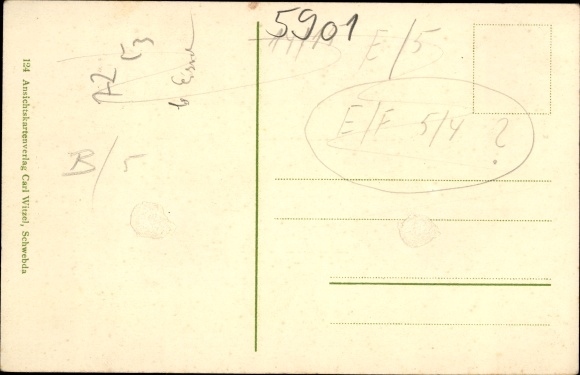 124 Ansichtskartenverlag Carl Witzel, Schwebda
5901
E/5
E/F 5/4 ?
B/5